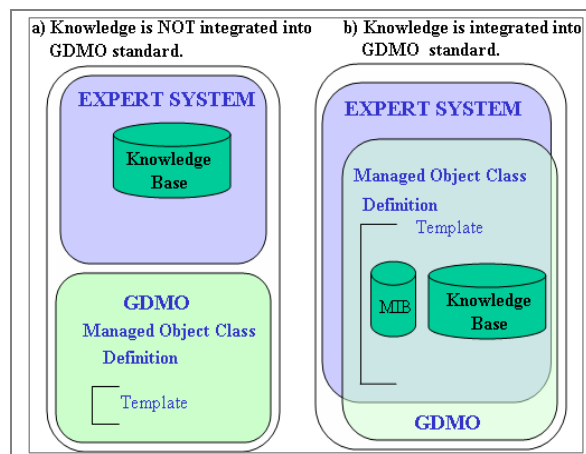 a) Knowledge is NOT integrated into
GDMO standard.
EXPERT SYSTEM
Knowledge
Base
GDMO
Managed Object Class
Definition
Template
b) Knowledge is integrated into
GDMO standard.
EXPERT SYSTEM
Managed Object Class
Definition
Template
MIB
Knowledge
Base
GDMO